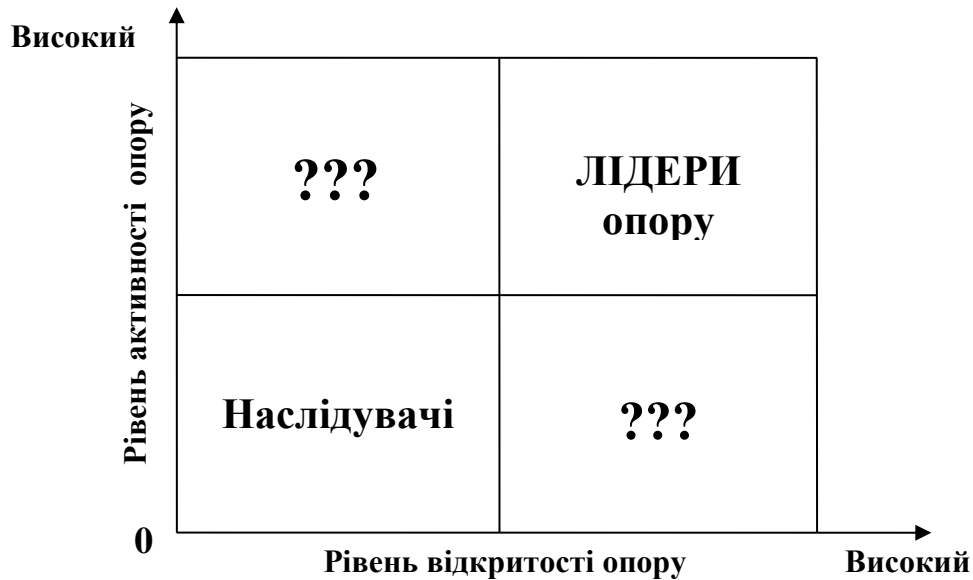 Високий
Рівень активності опору
???
ЛІДЕРИ
опору
Наслідувачі
???
0
Рівень відкритості опору
Високий